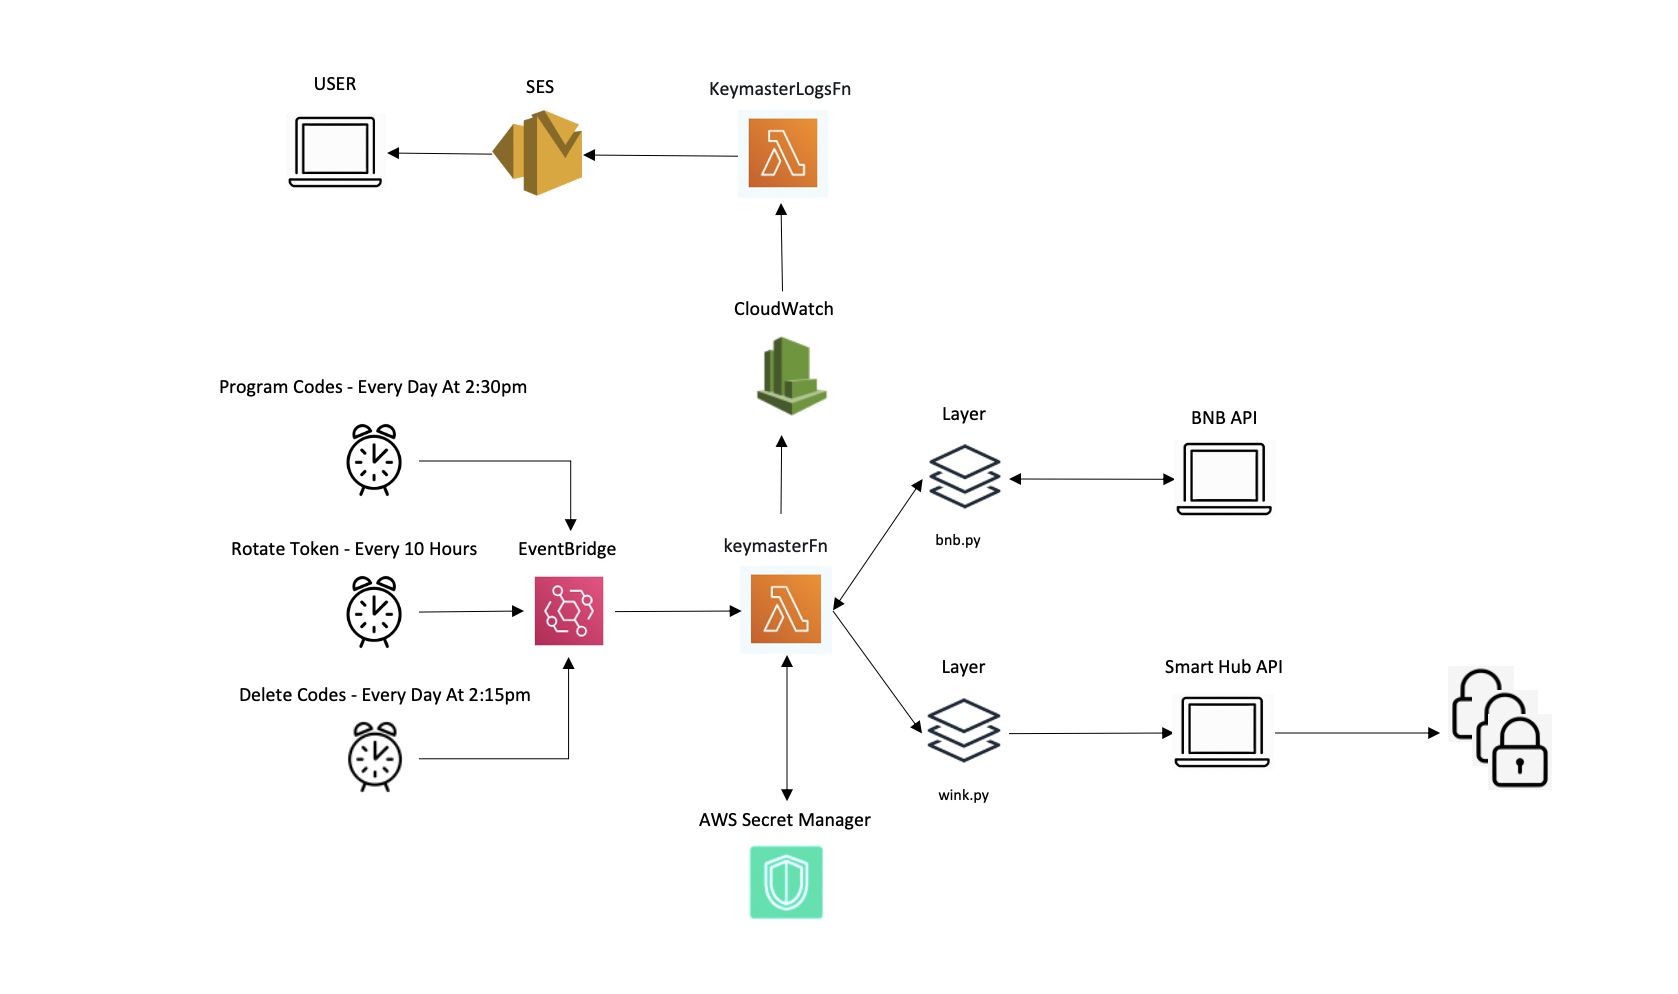 USER
SES
KeymasterLogsFn
CloudWatch
Program Codes - Every Day At 2:30pm
Layer
BNB API
bnb.py
Rotate Token - Every 10 Hours
EventBridge
keymasterFn
Layer
Smart Hub API
Delete Codes - Every Day At 2:15pm
wink.py
AWS Secret Manager